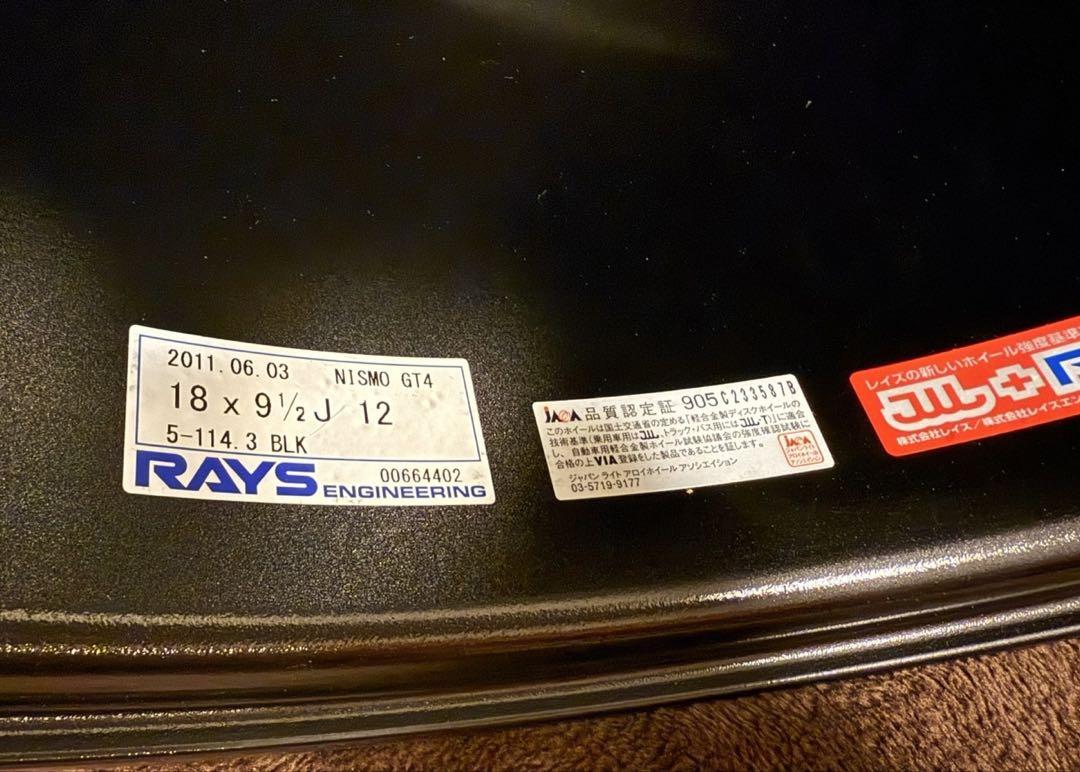 2011.06.03 NISMO GT4
18 x 9½J 12
5-114.3 BLK
00664402
RAYS ENGINEERING
JAWA 品質認定証 905C233587B
このホイールは国土交通省の定める「軽合金製ディスクホイールの
技術基準(乗用車用はJWL.トラック・バス用にはJWL-T)」に適合
し、自動車用軽合金製ホイール試験協議会の強度確認試験に
合格の上VIA登録をした製品であることを証します。
ジャパン ライト アロイホイール アソシエイション
03-5719-9177
レイズの新しいホイール強度基準
JWL+R
株式会社レイズ/株式会社レイズエン